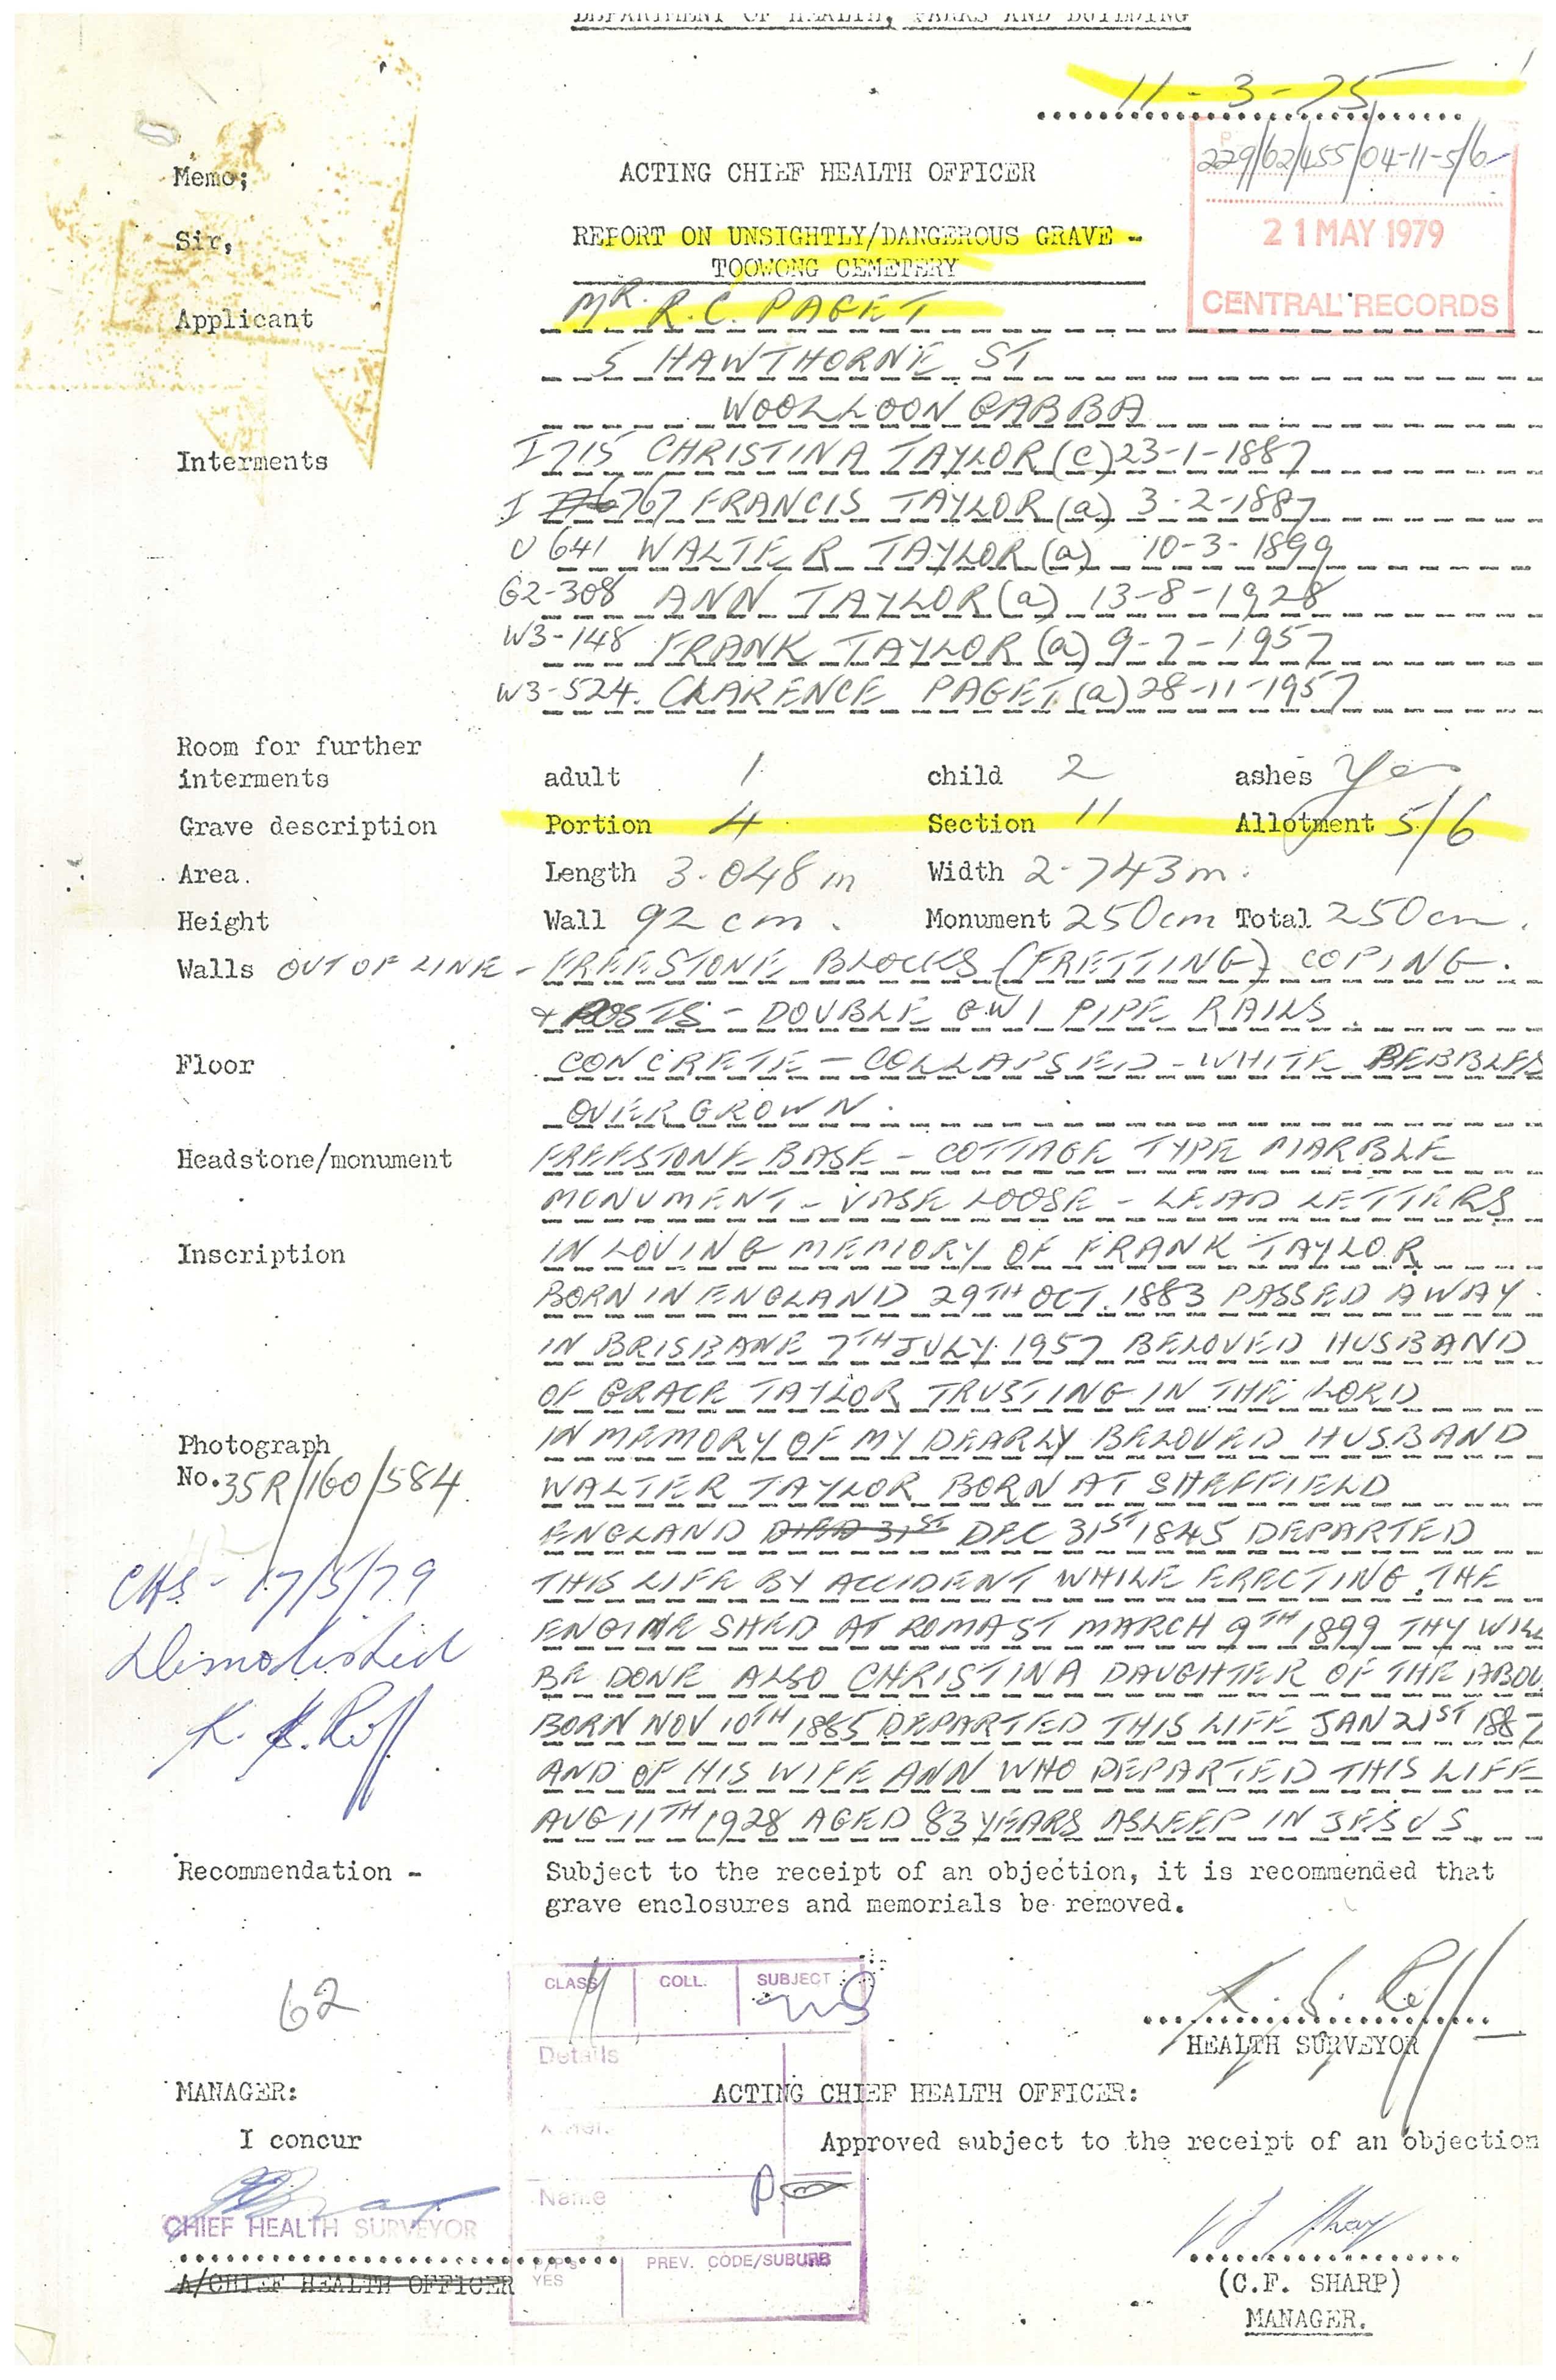 DEPARTMENT OF HEALTH, PARKS AND BUILDING
11-3-75
229/62/455/04-11-5/6
Memo;
ACTING CHIEF HEALTH OFFICER
21 MAY 1979
Sir,
REPORT ON UNSIGHTLY/DANGEROUS GRAVE -
TOOWONG CEMETERY
CENTRAL RECORDS
Applicant
MR. R.C. PAGET
5 HAWTHORNE ST
WOOLLOONGABBA
Interments
I715 CHRISTINA TAYLOR (c) 23-1-1887
I 767 FRANCIS TAYLOR (a) 3-2-1887
U641 WALTER TAYLOR (a) 10-3-1899
G2-308 ANN TAYLOR (a) 13-8-1928
W3-148 FRANK TAYLOR (a) 9-7-1957
W3-524. CLARENCE PAGET (a) 28-11-1957
Room for further
interments adult 1 child 2 ashes Yes
Grave description Portion 4 Section 11 Allotment 5/6
Area. Length 3.048 m Width 2.743 m.
Height Wall 92 cm. Monument 250cm Total 250cm.
Walls OUT OF LINE - FREESTONE BLOCKS (FRETTING) COPING.
& POSTS - DOUBLE GWI PIPE RAILS.
Floor CONCRETE - COLLAPSED - WHITE PEBBLES
OVERGROWN.
Headstone/monument FREESTONE BASE - COTTAGE TYPE MARBLE
MONUMENT - VASE LOOSE - LEAD LETTERS
Inscription IN LOVING MEMORY OF FRANK TAYLOR
BORN IN ENGLAND 29TH OCT. 1883 PASSED AWAY
IN BRISBANE 7TH JULY 1957 BELOVED HUSBAND
OF GRACE TAYLOR TRUSTING IN THE LORD
Photograph
No. 35R/160/584
IN MEMORY OF MY DEARLY BELOVED HUSBAND
WALTER TAYLOR BORN AT SHEFFIELD
ENGLAND DIED 31ST DEC 31ST 1845 DEPARTED
THIS LIFE BY ACCIDENT WHILE ERECTING THE
ENGINE SHED AT ROMA ST MARCH 9TH 1899 THY WILL
BE DONE ALSO CHRISTINA DAUGHTER OF THE ABOV
BORN NOV 10TH 1885 DEPARTED THIS LIFE JAN 21ST 1887
AND OF HIS WIFE ANN WHO DEPARTED THIS LIFE
AUG 11TH 1928 AGED 83 YEARS ASLEEP IN JESUS
CHS - 17/5/79
Demolished
K. S. Roff
Recommendation - Subject to the receipt of an objection, it is recommended that
grave enclosures and memorials be removed.
62
CLASS COLL. SUBJECT
Details
HEALTH SURVEYOR
MANAGER:
ACTING CHIEF HEALTH OFFICER:
I concur
Approved subject to the receipt of an objection
Name
CHIEF HEALTH SURVEYOR
A/CHIEF HEALTH OFFICER
YES
PREV. CODE/SUBURB
(C.F. SHARP)
MANAGER.